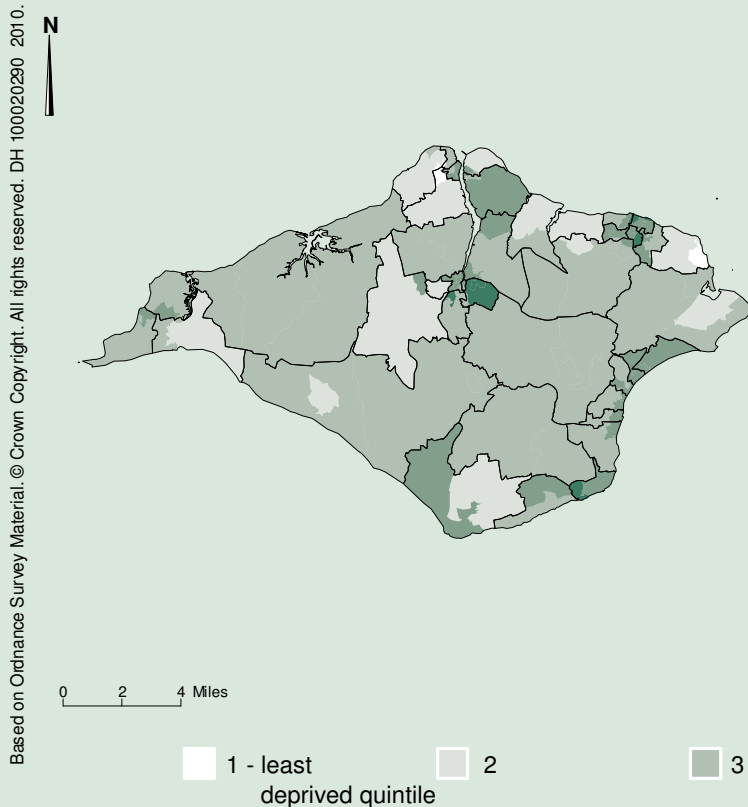 Based on Ordnance Survey Material. © Crown Copyright. All rights reserved. DH 100020290 2010.
N
0 2 4 Miles
1 - least
deprived quintile
2
3